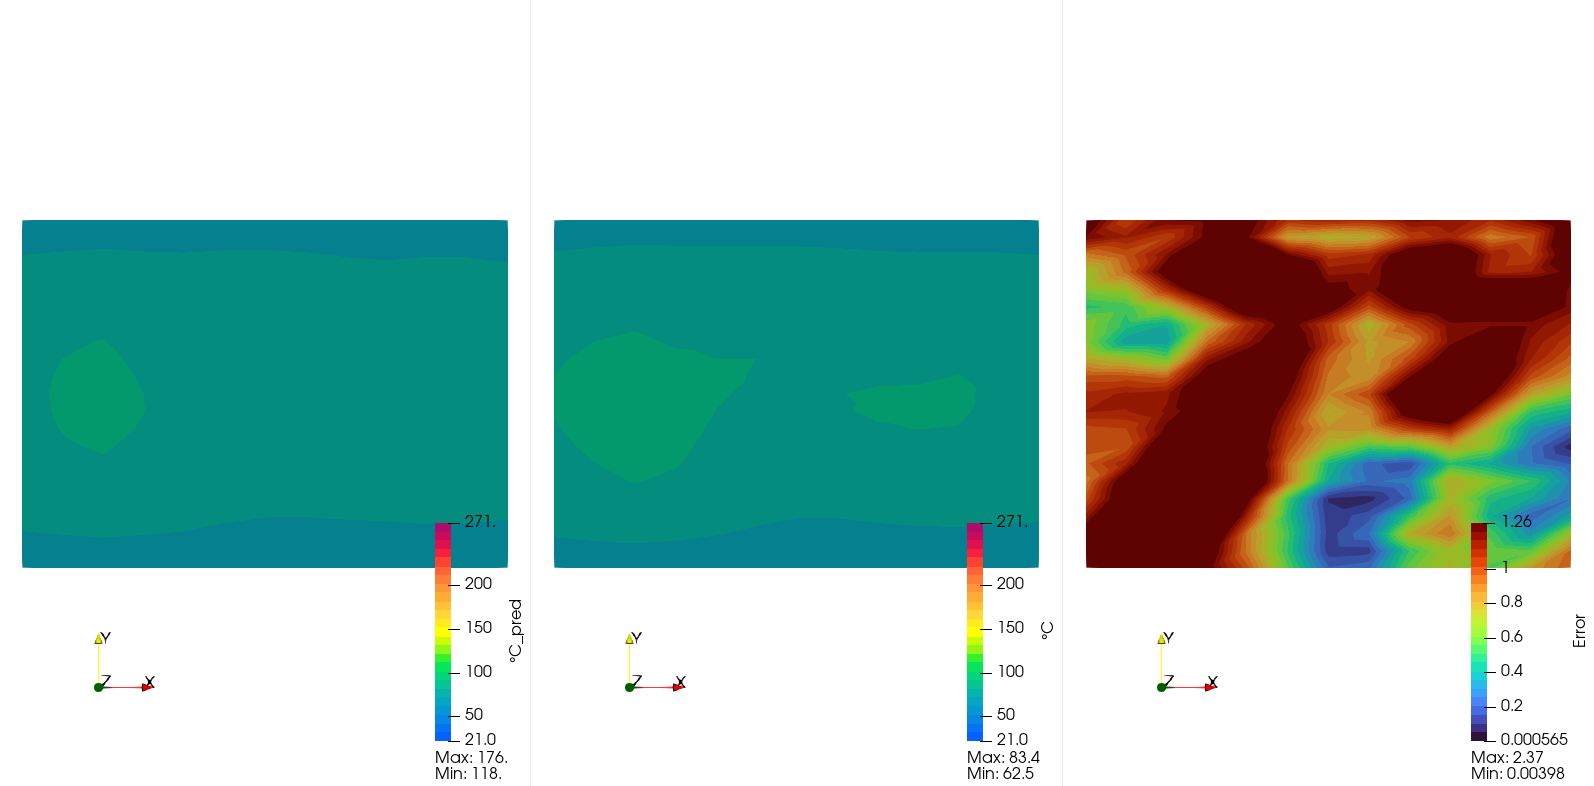 271.
200
150
100
50
21.0
°C_pred
Max: 176.
Min: 118.
Y
Z
X
271.
200
150
100
50
21.0
°C
Max: 83.4
Min: 62.5
Y
Z
X
1.26
1
0.8
0.6
0.4
0.2
0.000565
Error
Max: 2.37
Min: 0.00398
Y
Z
X